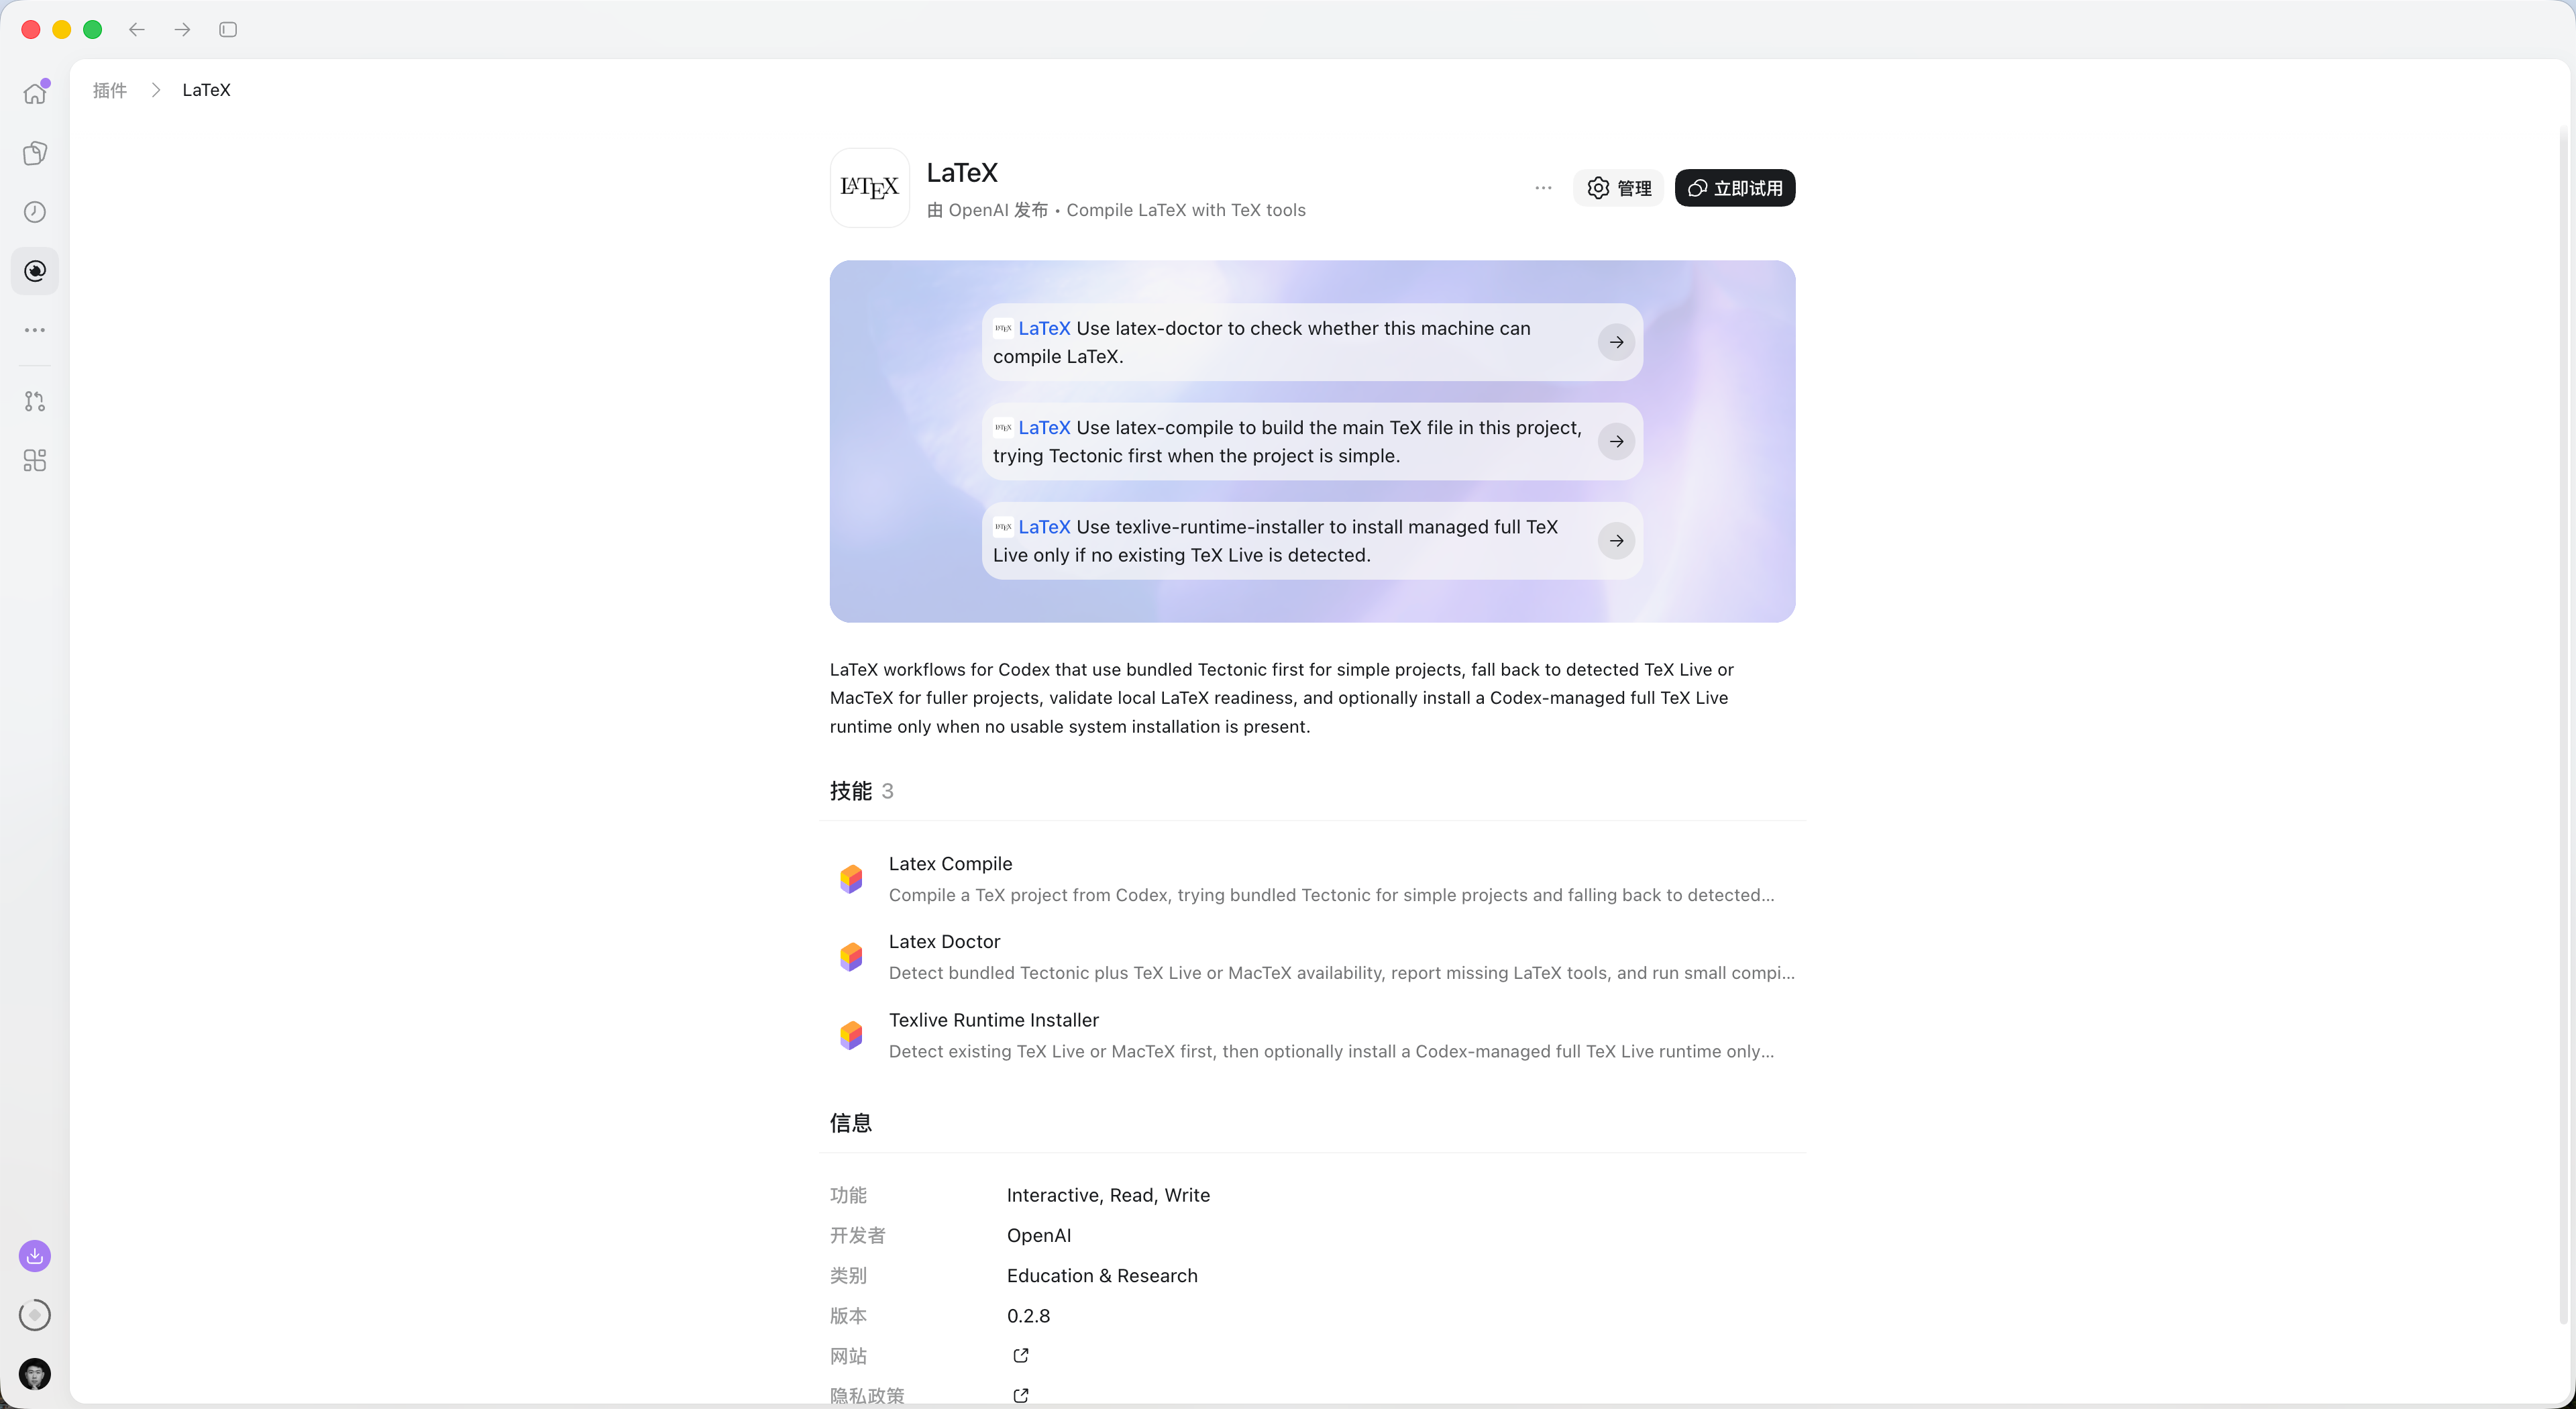 插件
LaTeX
LATEX
LaTeX
由 OpenAI 发布 • Compile LaTeX with TeX tools
管理
立即试用
LaTeX Use latex-doctor to check whether this machine can
compile LaTeX.
LaTeX Use latex-compile to build the main TeX file in this project,
trying Tectonic first when the project is simple.
LaTeX Use texlive-runtime-installer to install managed full TeX
Live only if no existing TeX Live is detected.
LaTeX workflows for Codex that use bundled Tectonic first for simple projects, fall back to detected TeX Live or
MacTeX for fuller projects, validate local LaTeX readiness, and optionally install a Codex-managed full TeX Live
runtime only when no usable system installation is present.
技能 3
Latex Compile
Compile a TeX project from Codex, trying bundled Tectonic for simple projects and falling back to detected...
Latex Doctor
Detect bundled Tectonic plus TeX Live or MacTeX availability, report missing LaTeX tools, and run small compi...
Texlive Runtime Installer
Detect existing TeX Live or MacTeX first, then optionally install a Codex-managed full TeX Live runtime only...
信息
功能 Interactive, Read, Write
开发者 OpenAI
类别 Education & Research
版本 0.2.8
网站
隐私政策